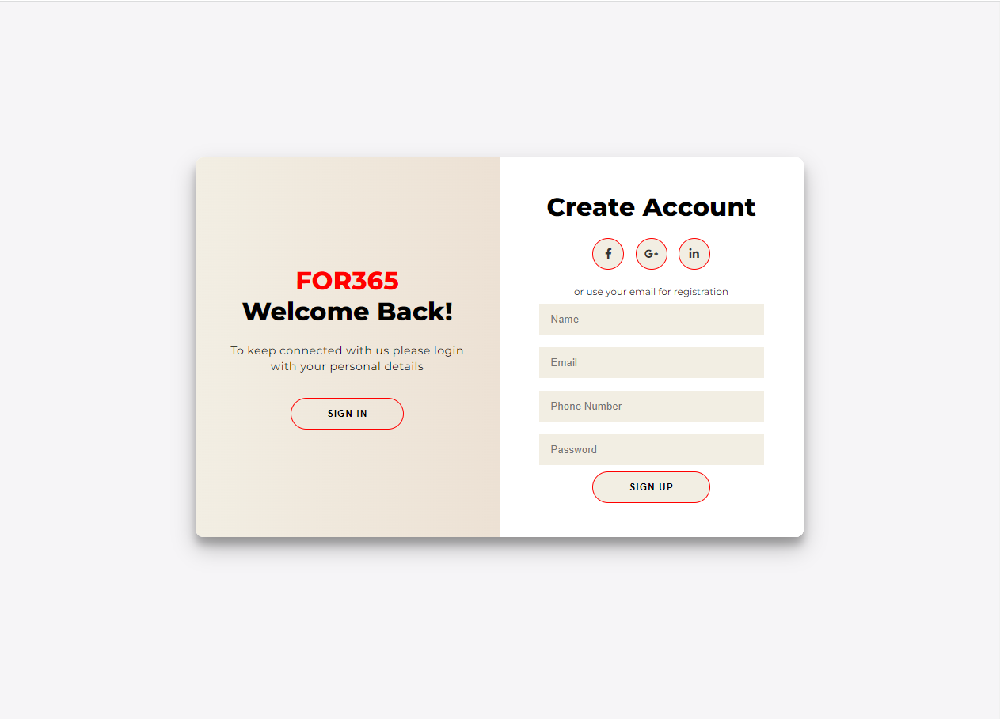 FOR365
Welcome Back!
To keep connected with us please login
with your personal details
SIGN IN
Create Account
f
G+
in
or use your email for registration
Name
Email
Phone Number
Password
SIGN UP